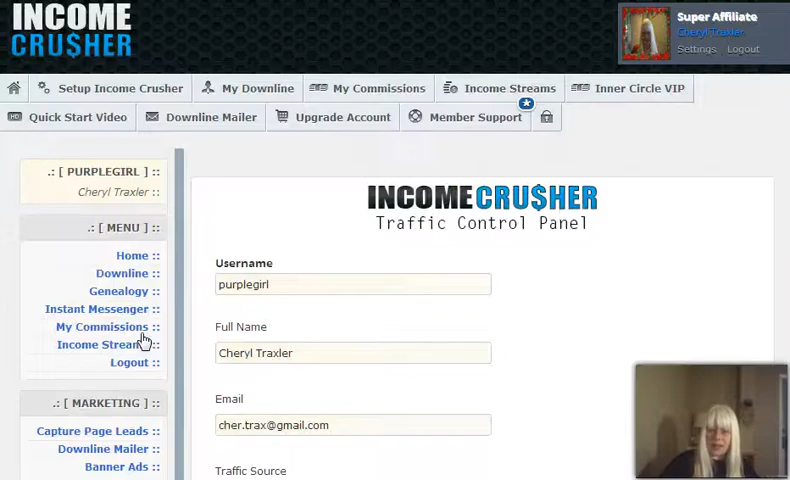 INCOME
CRU$HER
Super Affiliate
Cheryl Traxler
Settings Logout
Setup Income Crusher
My Downline
My Commissions
Income Streams
Inner Circle VIP
Quick Start Video
Downline Mailer
Upgrade Account
Member Support
.: [ PURPLEGIRL ] ::
Cheryl Traxler ::
.: [ MENU ] ::
Home ::
Downline ::
Genealogy ::
Instant Messenger ::
My Commissions ::
Income Stream ::
Logout ::
.: [ MARKETING ] ::
Capture Page Leads ::
Downline Mailer ::
Banner Ads ::
INCOMECRU$HER
Traffic Control Panel
Username
purplegirl
Full Name
Cheryl Traxler
Email
cher.trax@gmail.com
Traffic Source